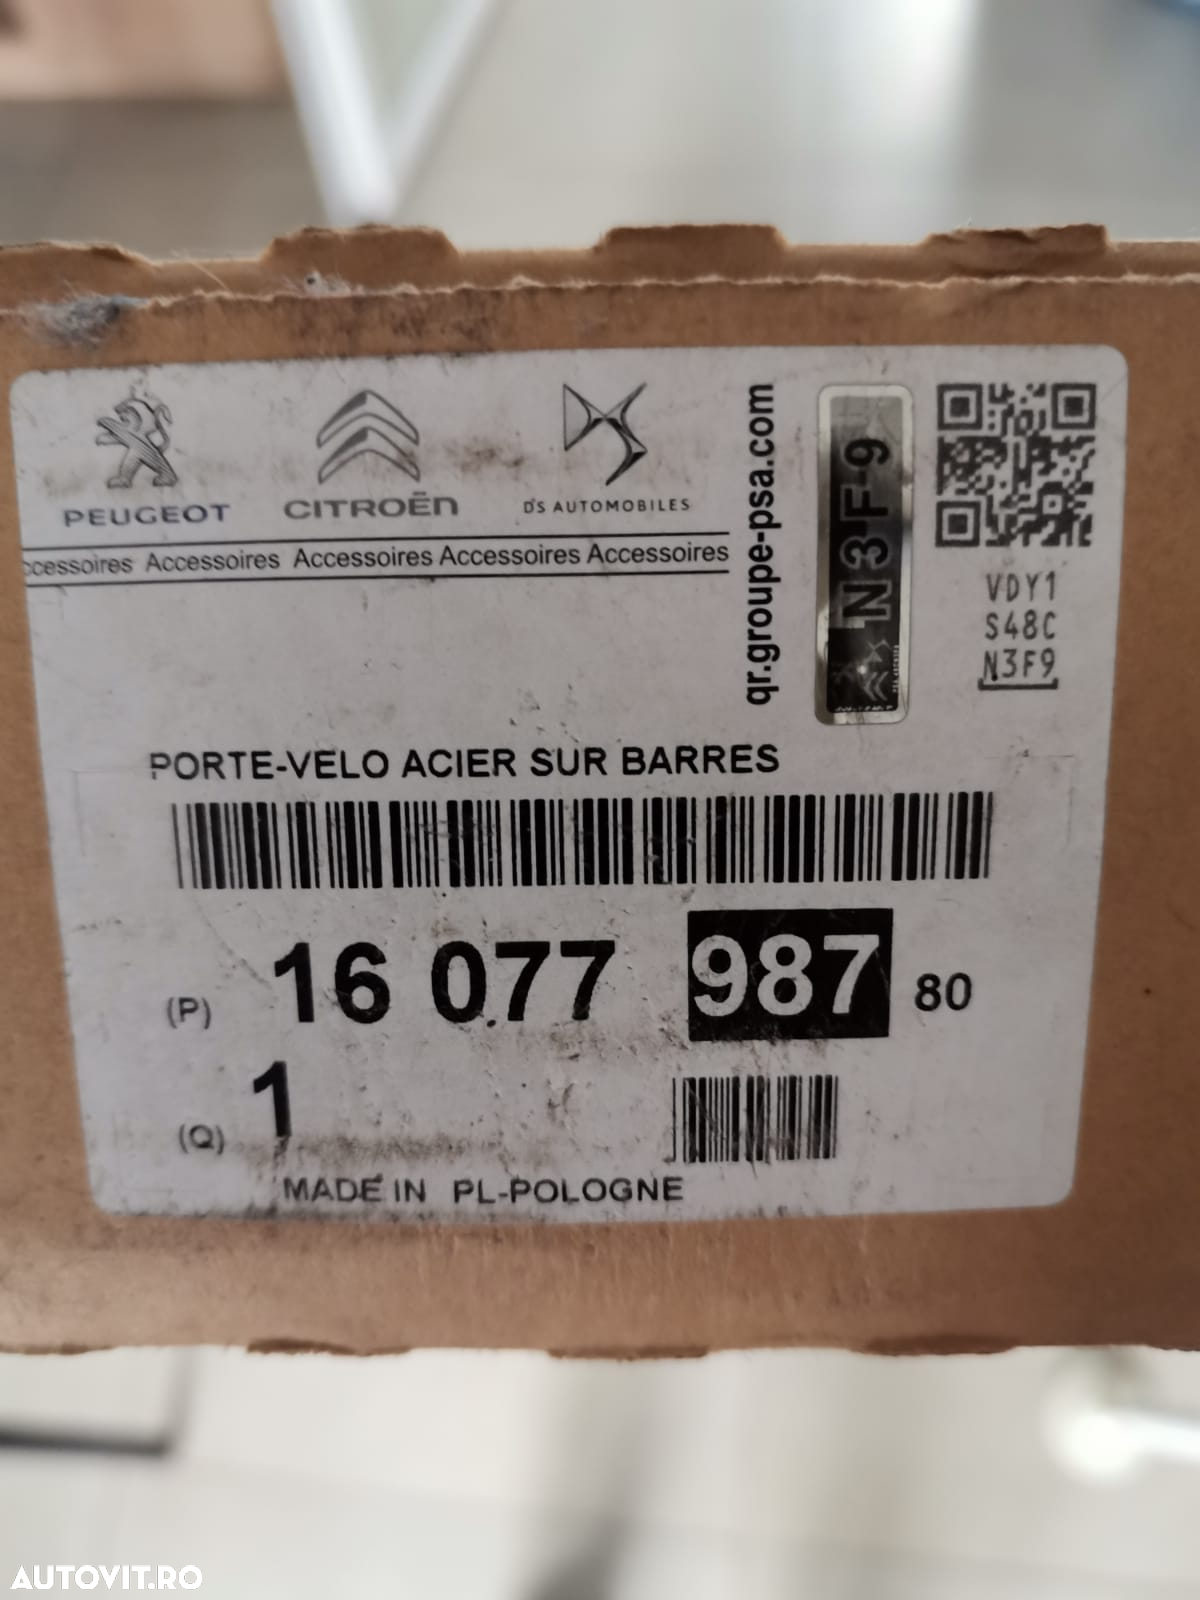 PEUGEOT CITROËN DS AUTOMOBILES
ccessoires Accessoires Accessoires Accessoires Accessoires
qr.groupe-psa.com
N3F9
VDY1
S48C
N3F9
PORTE-VELO ACIER SUR BARRES
(P) 16 077 987 80
(Q) 1
MADE IN PL-POLOGNE
AUTOVIT.RO